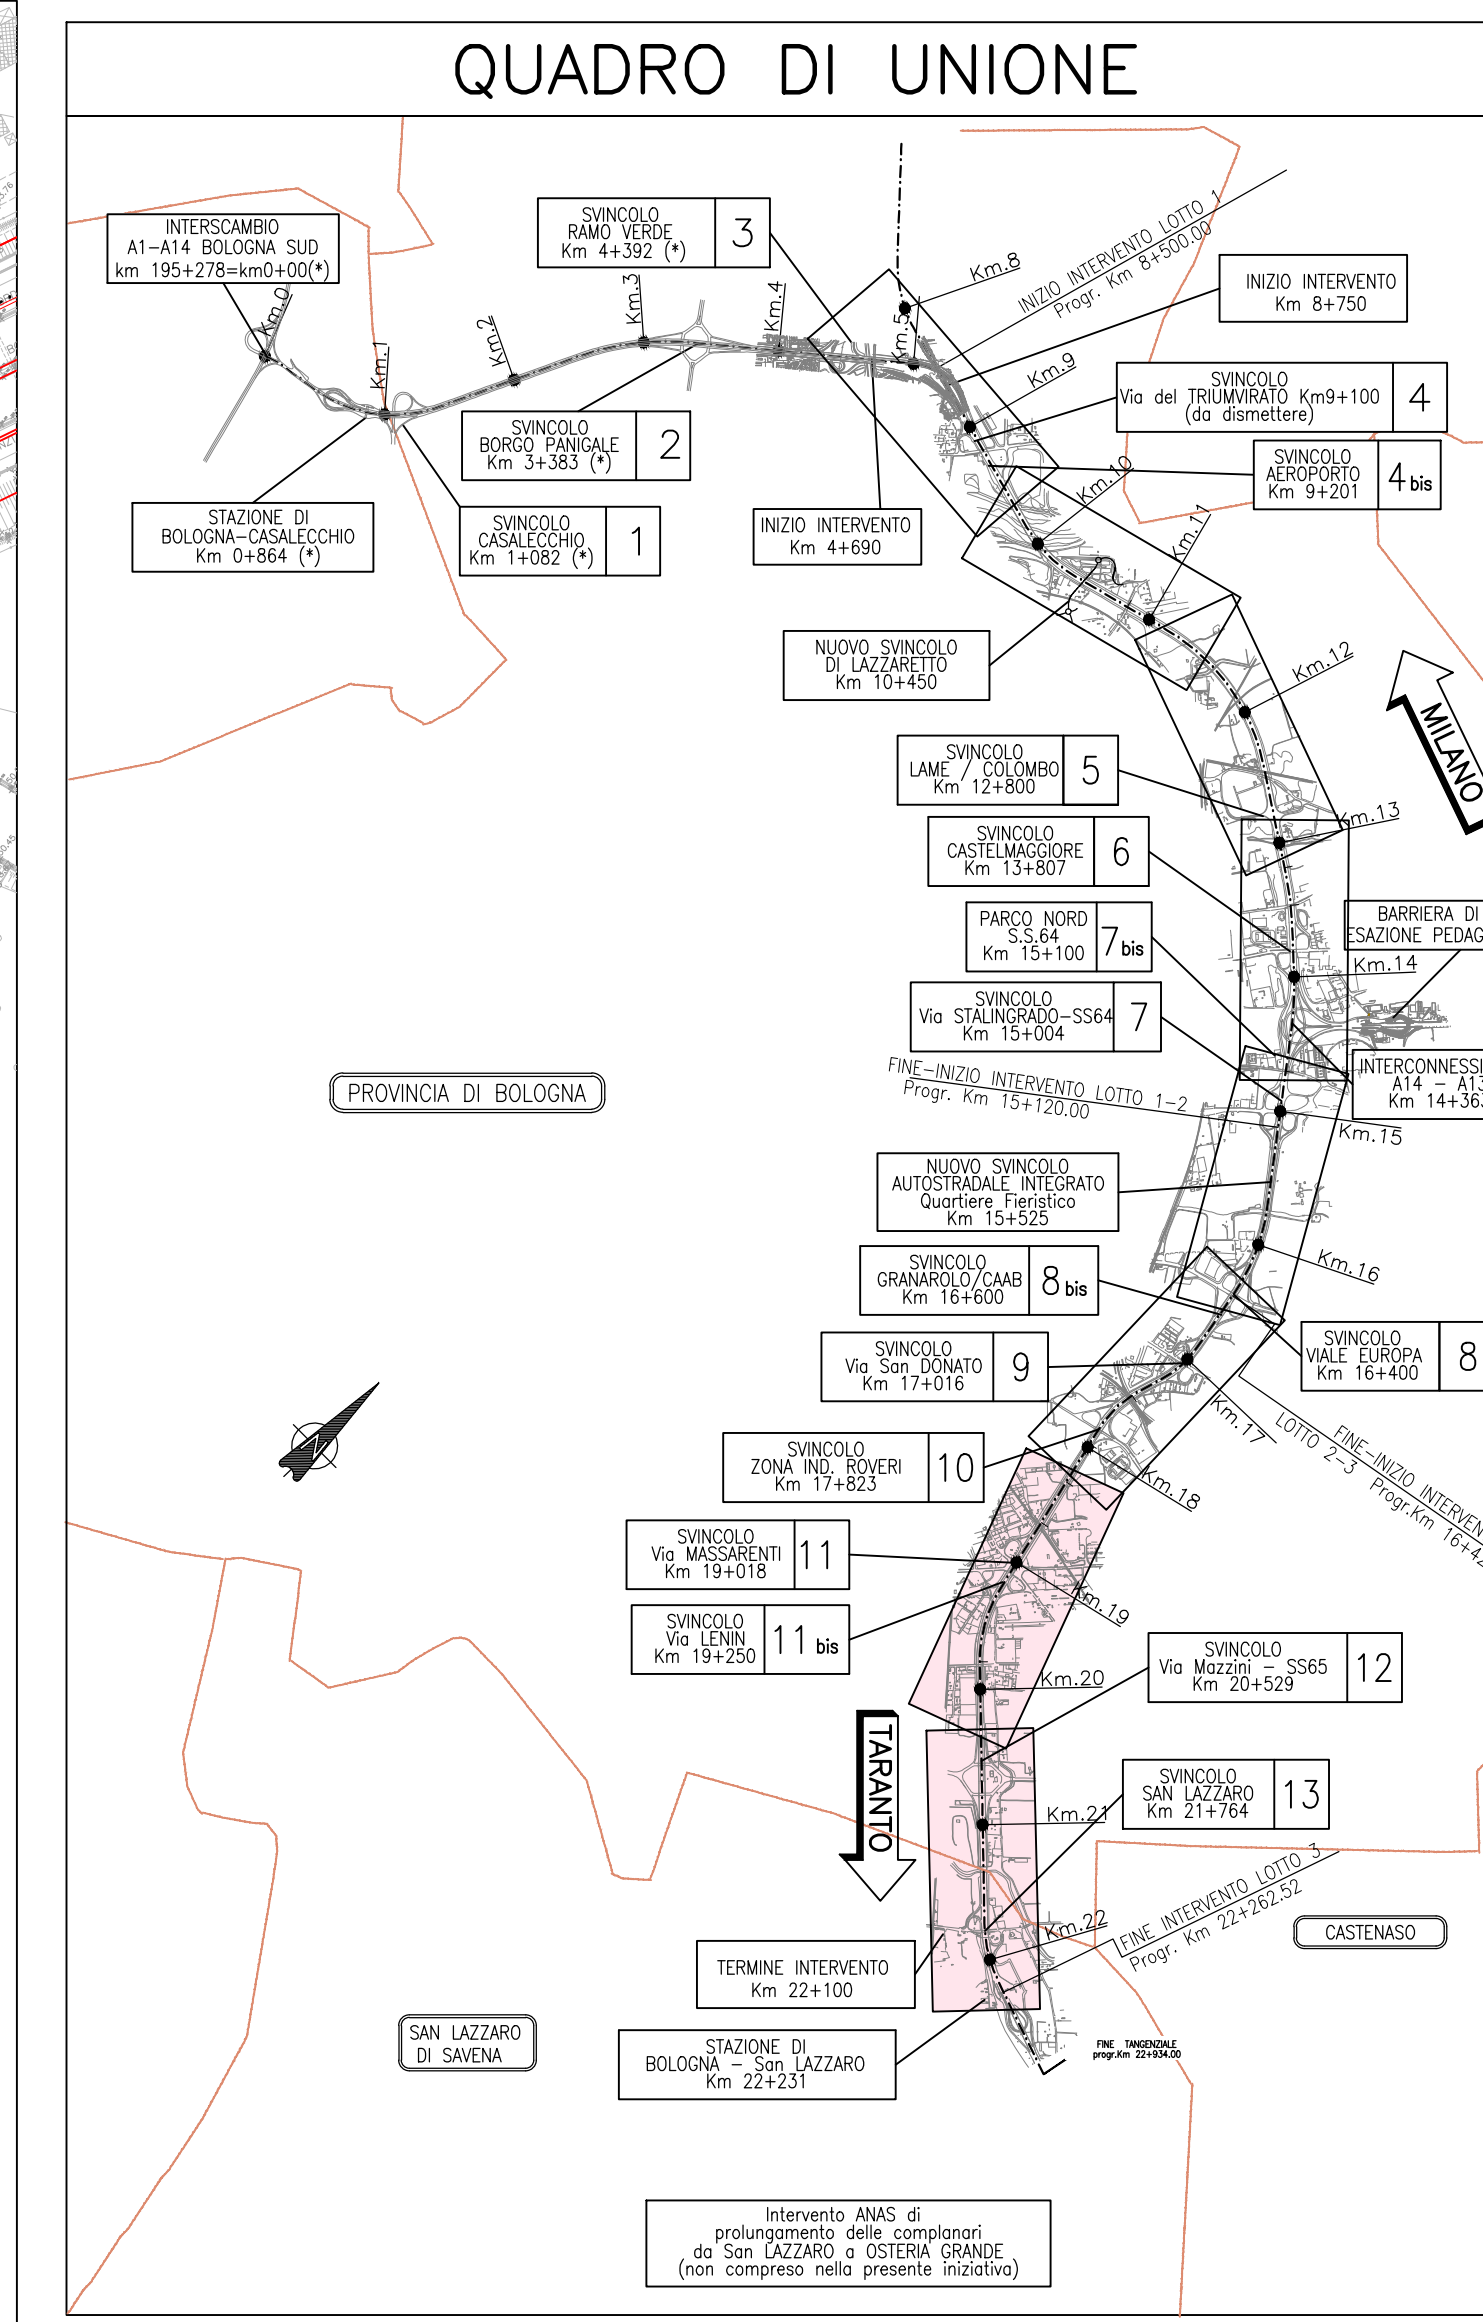 QUADRO DI UNIONE
INTERSCAMBIO
A1-A14 BOLOGNA SUD
km 195+278=km0+00(*)
SVINCOLO
RAMO VERDE
Km 4+392 (*)
3
Km.0
Km.1
Km.2
Km.3
Km.4
Km.5
Km.8
INIZIO INTERVENTO LOTTO 1
Progr. Km 8+500.00
INIZIO INTERVENTO
Km 8+750
Km.9
SVINCOLO
Via del TRIUMVIRATO Km9+100
(da dismettere)
4
SVINCOLO
BORGO PANIGALE
Km 3+383 (*)
2
SVINCOLO
AEROPORTO
Km 9+201
4 bis
Km.10
STAZIONE DI
BOLOGNA-CASALECCHIO
Km 0+864 (*)
SVINCOLO
CASALECCHIO
Km 1+082 (*)
1
INIZIO INTERVENTO
Km 4+690
Km.11
NUOVO SVINCOLO
DI LAZZARETTO
Km 10+450
Km.12
MILANO
SVINCOLO
LAME / COLOMBO
Km 12+800
5
Km.13
SVINCOLO
CASTELMAGGIORE
Km 13+807
6
PARCO NORD
S.S.64
Km 15+100
7 bis
BARRIERA DI
Km.14
SVINCOLO
Via STALINGRADO-SS64
Km 15+004
7
A14 - A13
FINE-INIZIO INTERVENTO LOTTO 1-2
Progr. Km 15+120.00
Km.15
PROVINCIA DI BOLOGNA
NUOVO SVINCOLO
AUTOSTRADALE INTEGRATO
Quartiere Fieristico
Km 15+525
SVINCOLO
GRANAROLO/CAAB
Km 16+600
8 bis
Km.16
SVINCOLO
VIALE EUROPA
Km 16+400
8
SVINCOLO
Via San DONATO
Km 17+016
9
Km.17
FINE-INIZIO
LOTTO 2-3 Progr.Km
SVINCOLO
ZONA IND. ROVERI
Km 17+823
10
Km.18
SVINCOLO
Via MASSARENTI
Km 19+018
11
Km.19
SVINCOLO
Via LENIN
Km 19+250
11 bis
SVINCOLO
Via Mazzini - SS65
Km 20+529
12
Km.20
TARANTO
SVINCOLO
SAN LAZZARO
Km 21+764
13
Km.21
FINE INTERVENTO LOTTO 3
Progr. Km 22+262.52
Km.22
CASTENASO
TERMINE INTERVENTO
Km 22+100
SAN LAZZARO
DI SAVENA
STAZIONE DI
BOLOGNA - San LAZZARO
Km 22+231
FINE TANGENZIALE
progr.Km 22+934.00
Intervento ANAS di
prolungamento delle complanari
da San LAZZARO a OSTERIA GRANDE
(non compreso nella presente iniziativa)